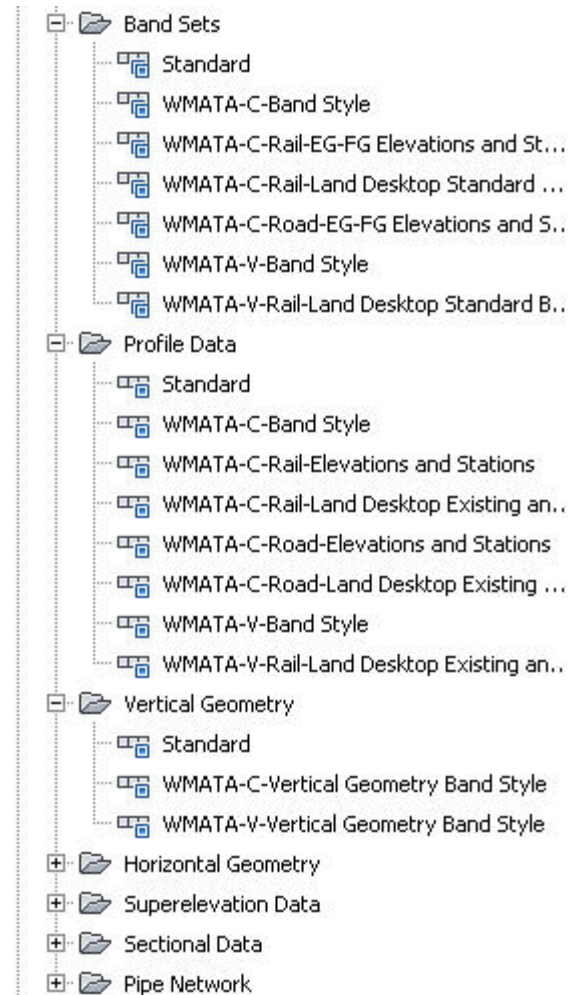 Band Sets
Standard
WMATA-C-Band Style
WMATA-C-Rail-EG-FG Elevations and St...
WMATA-C-Rail-Land Desktop Standard ...
WMATA-C-Road-EG-FG Elevations and S..
WMATA-V-Band Style
WMATA-V-Rail-Land Desktop Standard B..
Profile Data
Standard
WMATA-C-Band Style
WMATA-C-Rail-Elevations and Stations
WMATA-C-Rail-Land Desktop Existing an..
WMATA-C-Road-Elevations and Stations
WMATA-C-Road-Land Desktop Existing ...
WMATA-V-Band Style
WMATA-V-Rail-Land Desktop Existing an..
Vertical Geometry
Standard
WMATA-C-Vertical Geometry Band Style
WMATA-V-Vertical Geometry Band Style
Horizontal Geometry
Superelevation Data
Sectional Data
Pipe Network